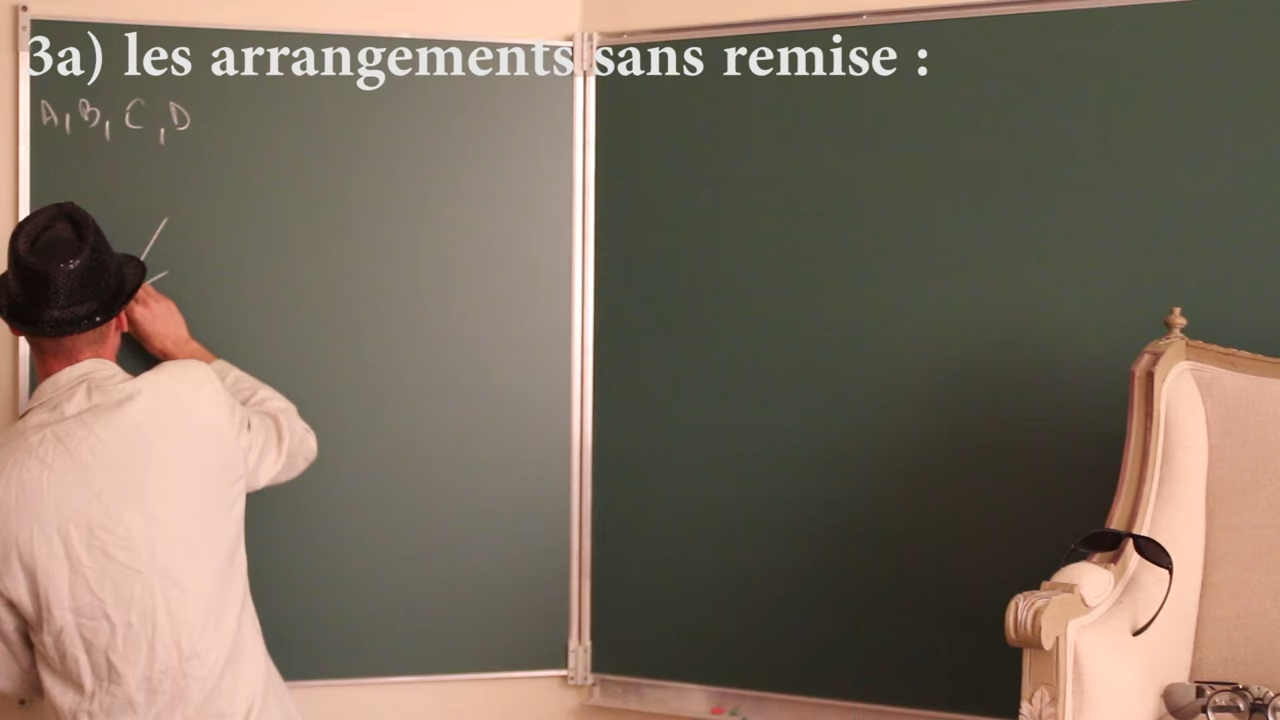 3a) les arrangements sans remise :
A, B, C, D